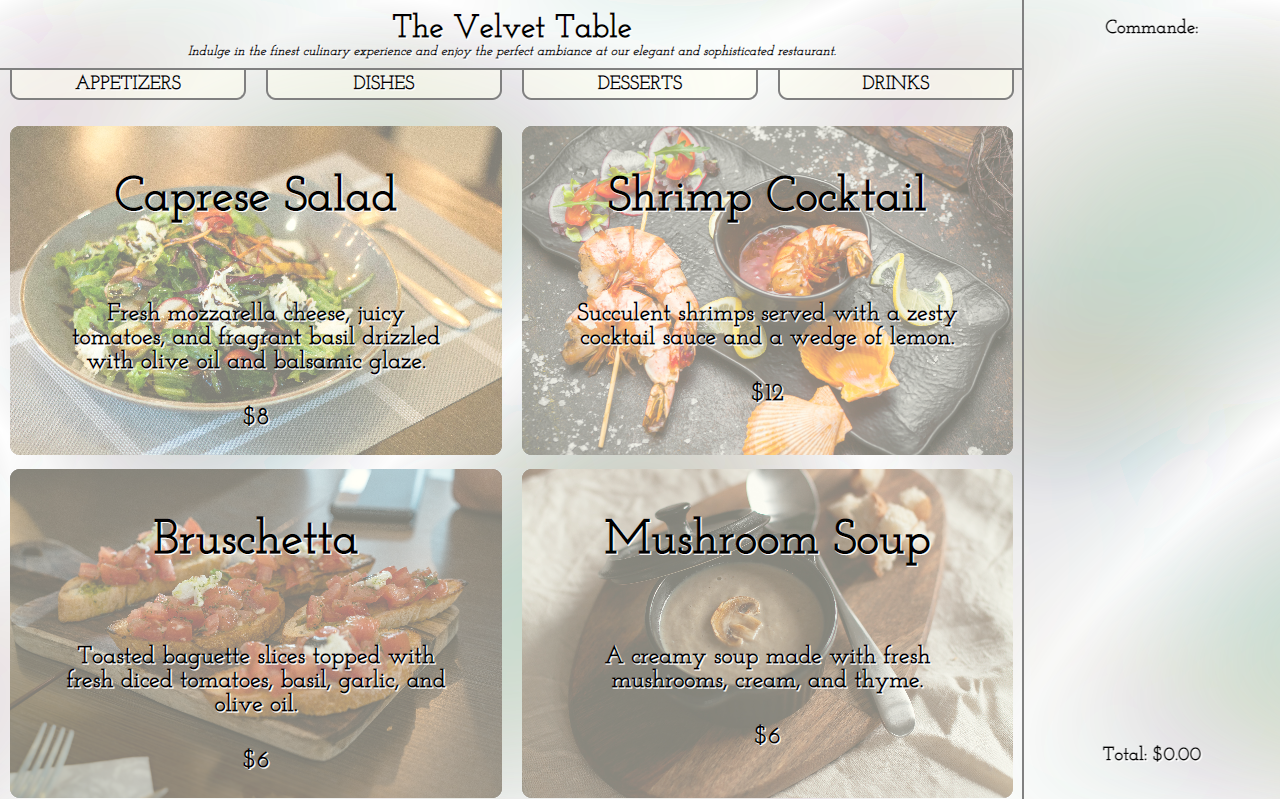 The Velvet Table
Indulge in the finest culinary experience and enjoy the perfect ambiance at our elegant and sophisticated restaurant.
APPETIZERS
DISHES
DESSERTS
DRINKS
Caprese Salad
Fresh mozzarella cheese, juicy
tomatoes, and fragrant basil drizzled
with olive oil and balsamic glaze.
$8
Shrimp Cocktail
Succulent shrimps served with a zesty
cocktail sauce and a wedge of lemon.
$12
Bruschetta
Toasted baguette slices topped with
fresh diced tomatoes, basil, garlic, and
olive oil.
$6
Mushroom Soup
A creamy soup made with fresh
mushrooms, cream, and thyme.
$6
Commande:
Total: $0.00